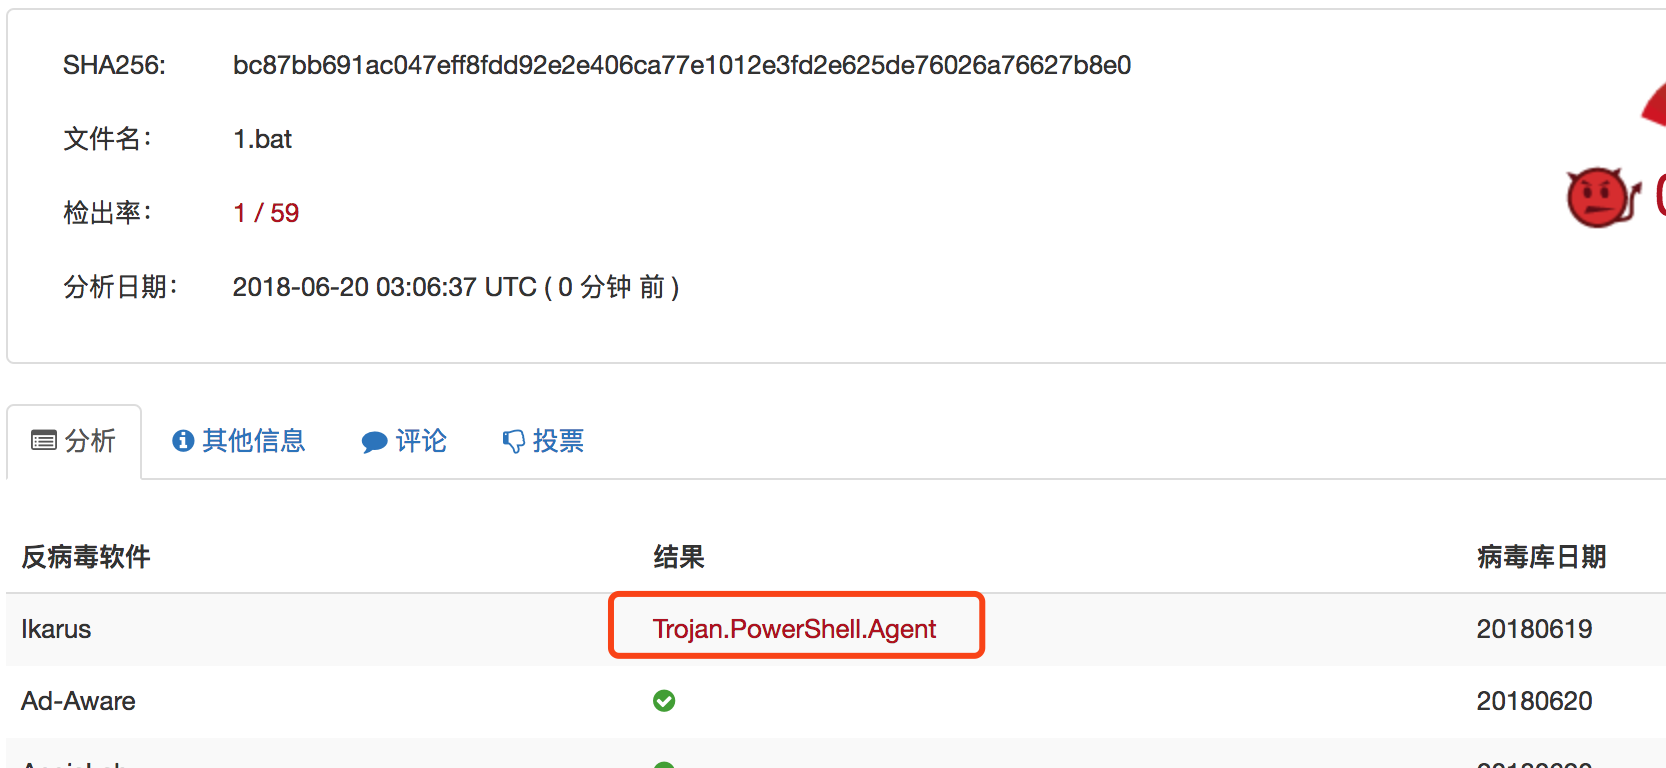 SHA256: bc87bb691ac047eff8fdd92e2e406ca77e1012e3fd2e625de76026a76627b8e0
文件名: 1.bat
检出率: 1 / 59
分析日期: 2018-06-20 03:06:37 UTC ( 0 分钟 前 )
分析 其他信息 评论 投票
反病毒软件 结果 病毒库日期
Ikarus Trojan.PowerShell.Agent 20180619
Ad-Aware 20180620